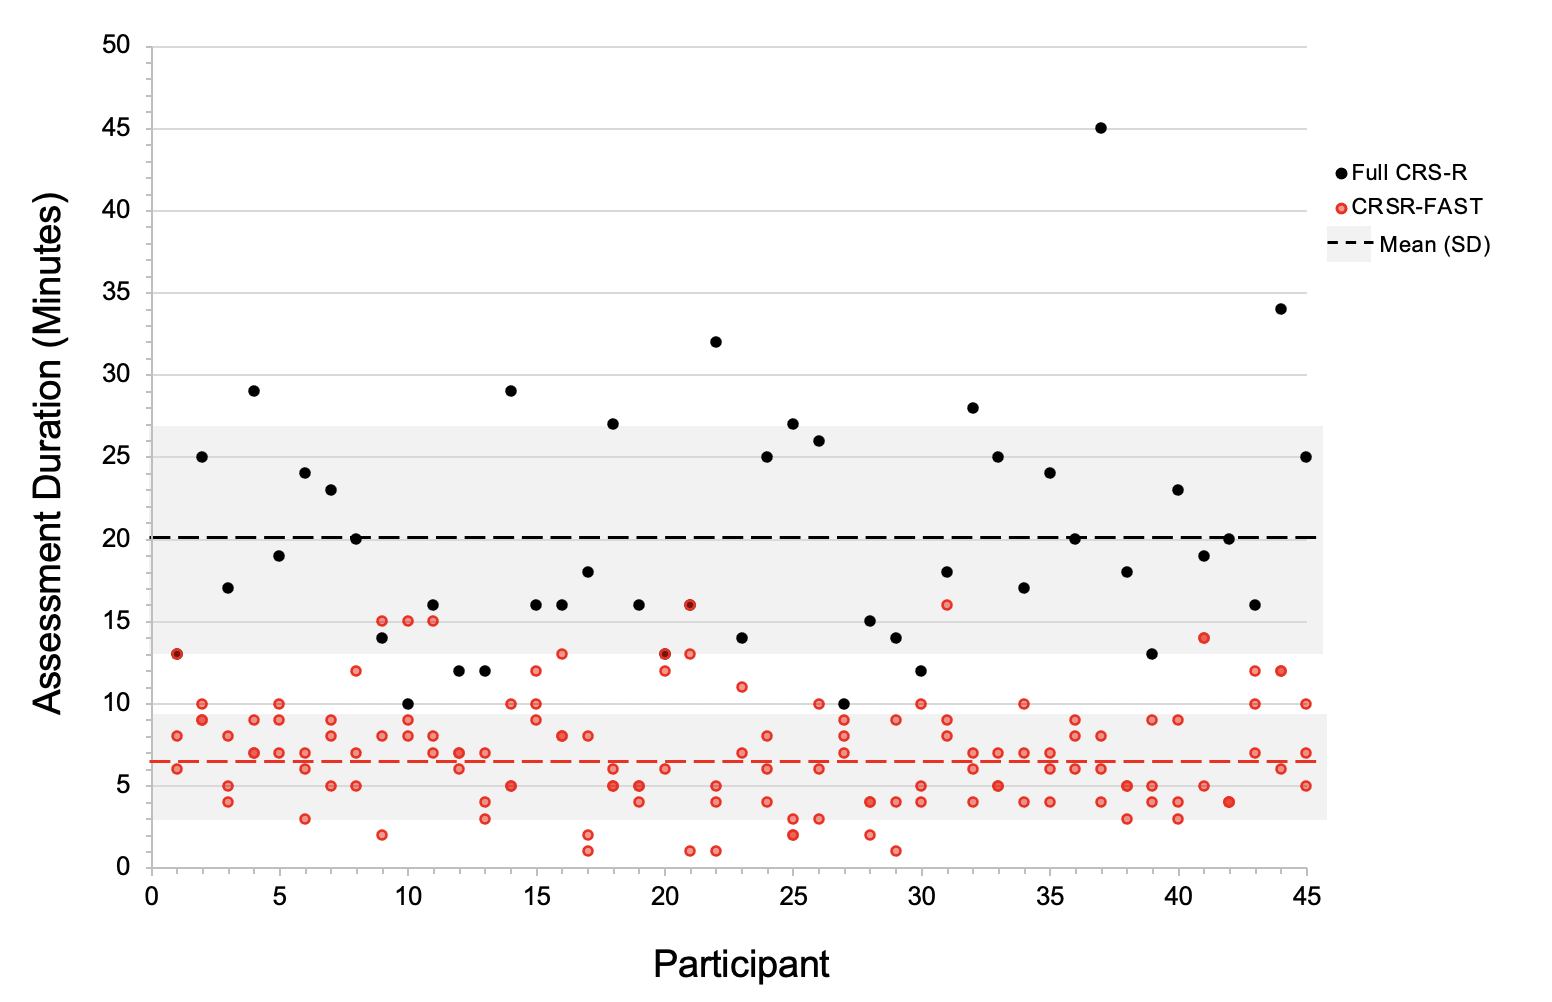 50
45
40
35
30
25
20
15
10
5
0
Assessment Duration (Minutes)
0 5 10 15 20 25 30 35 40 45
Participant
Full CRS-R
CRSR-FAST
Mean (SD)